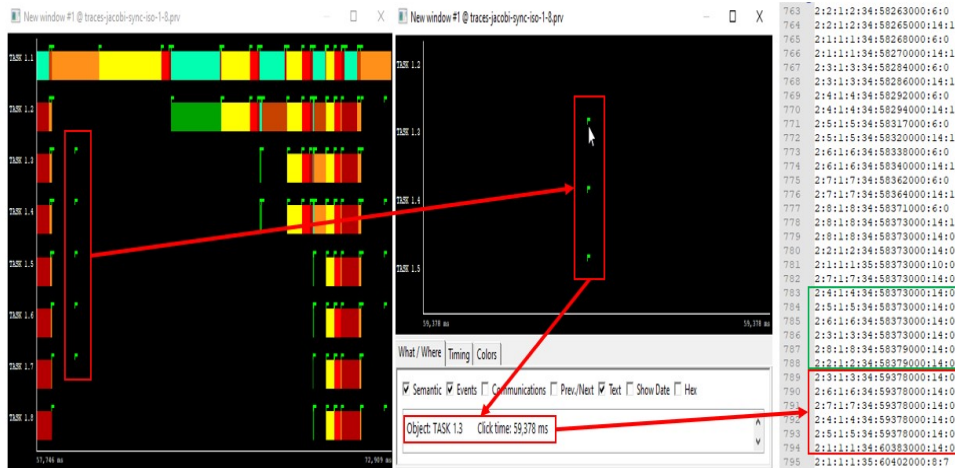 New window #1 @ traces-jacobi-sync-iso-1-8.prv
TASK 1.1
TASK 1.2
TASK 1.3
TASK 1.4
TASK 1.5
TASK 1.6
TASK 1.7
TASK 1.8
57,746 ms
72,909 ms
New window #1 @ traces-jacobi-sync-iso-1-8.prv
TASK 1.2
TASK 1.3
TASK 1.4
TASK 1.5
59,378 ms
59,378 ms
What / Where Timing Colors
Semantic Events Communications Prev./Next Text Show Date Hex
Object: TASK 1.3 Click time: 59,378 ms
763 2:2:1:2:34:58263000:6:0
764 2:2:1:2:34:58265000:14:1
765 2:1:1:1:34:58268000:6:0
766 2:1:1:1:34:58270000:14:1
767 2:3:1:3:34:58284000:6:0
768 2:3:1:3:34:58286000:14:1
769 2:4:1:4:34:58292000:6:0
770 2:4:1:4:34:58294000:14:1
771 2:5:1:5:34:58317000:6:0
772 2:5:1:5:34:58320000:14:1
773 2:6:1:6:34:58338000:6:0
774 2:6:1:6:34:58340000:14:1
775 2:7:1:7:34:58362000:6:0
776 2:7:1:7:34:58364000:14:1
777 2:8:1:8:34:58371000:6:0
778 2:8:1:8:34:58373000:14:1
779 2:8:1:8:34:58373000:14:0
780 2:2:1:2:34:58373000:14:0
781 2:1:1:1:35:58373000:10:0
782 2:7:1:7:34:58373000:14:0
783 2:4:1:4:34:58373000:14:0
784 2:5:1:5:34:58373000:14:0
785 2:6:1:6:34:58373000:14:0
786 2:3:1:3:34:58373000:14:0
787 2:8:1:8:34:58379000:14:0
788 2:2:1:2:34:58379000:14:0
789 2:3:1:3:34:59378000:14:0
790 2:6:1:6:34:59378000:14:0
791 2:7:1:7:34:59378000:14:0
792 2:4:1:4:34:59378000:14:0
793 2:5:1:5:34:59378000:14:0
794 2:1:1:1:34:60383000:14:0
795 2:1:1:1:35:60402000:8:7